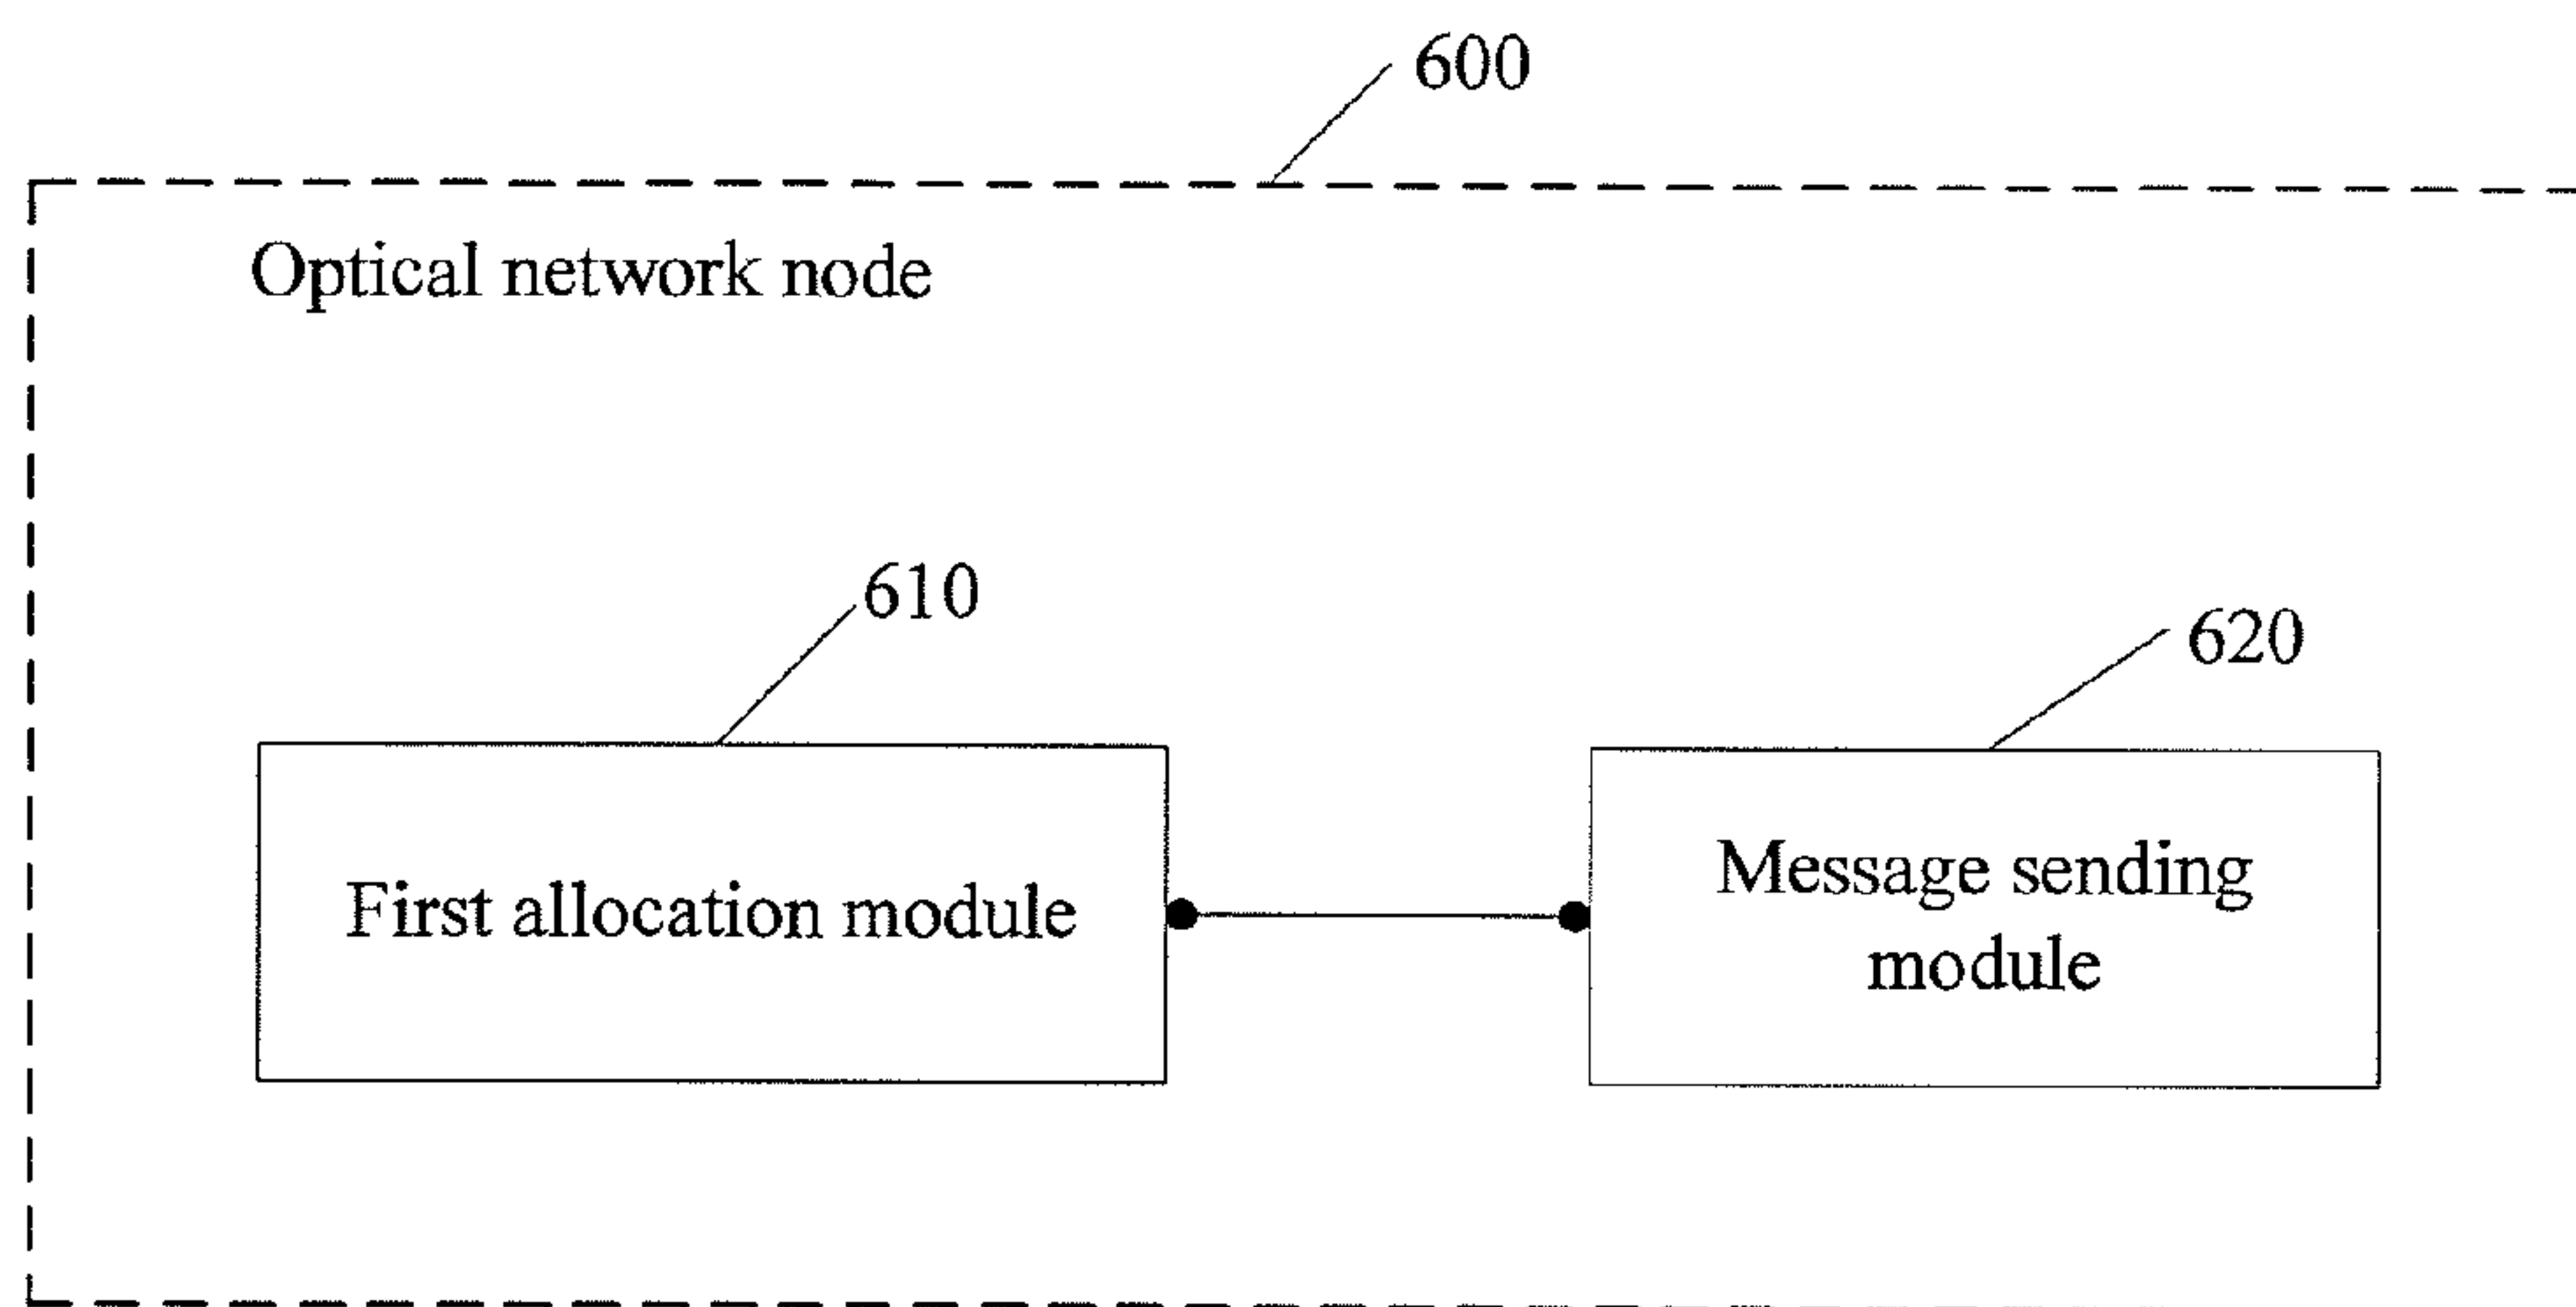 600
Optical network node
610
620
First allocation module
Message sending
module